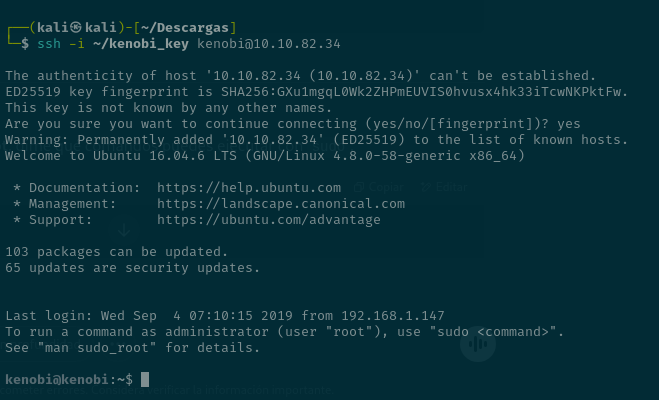 ┌──(kali㉿kali)-[~/Descargas]
└─$ ssh -i ~/kenobi_key kenobi@10.10.82.34
The authenticity of host '10.10.82.34 (10.10.82.34)' can't be established.
ED25519 key fingerprint is SHA256:GXu1mgqL0Wk2ZHPmEUVIS0hvusx4hk33iTcwNKPktFw.
This key is not known by any other names.
Are you sure you want to continue connecting (yes/no/[fingerprint])? yes
Warning: Permanently added '10.10.82.34' (ED25519) to the list of known hosts.
Welcome to Ubuntu 16.04.6 LTS (GNU/Linux 4.8.0-58-generic x86_64)
* Documentation:  https://help.ubuntu.com
* Management:     https://landscape.canonical.com
* Support:        https://ubuntu.com/advantage
103 packages can be updated.
65 updates are security updates.
Last login: Wed Sep  4 07:10:15 2019 from 192.168.1.147
To run a command as administrator (user "root"), use "sudo <command>".
See "man sudo_root" for details.
kenobi@kenobi:~$